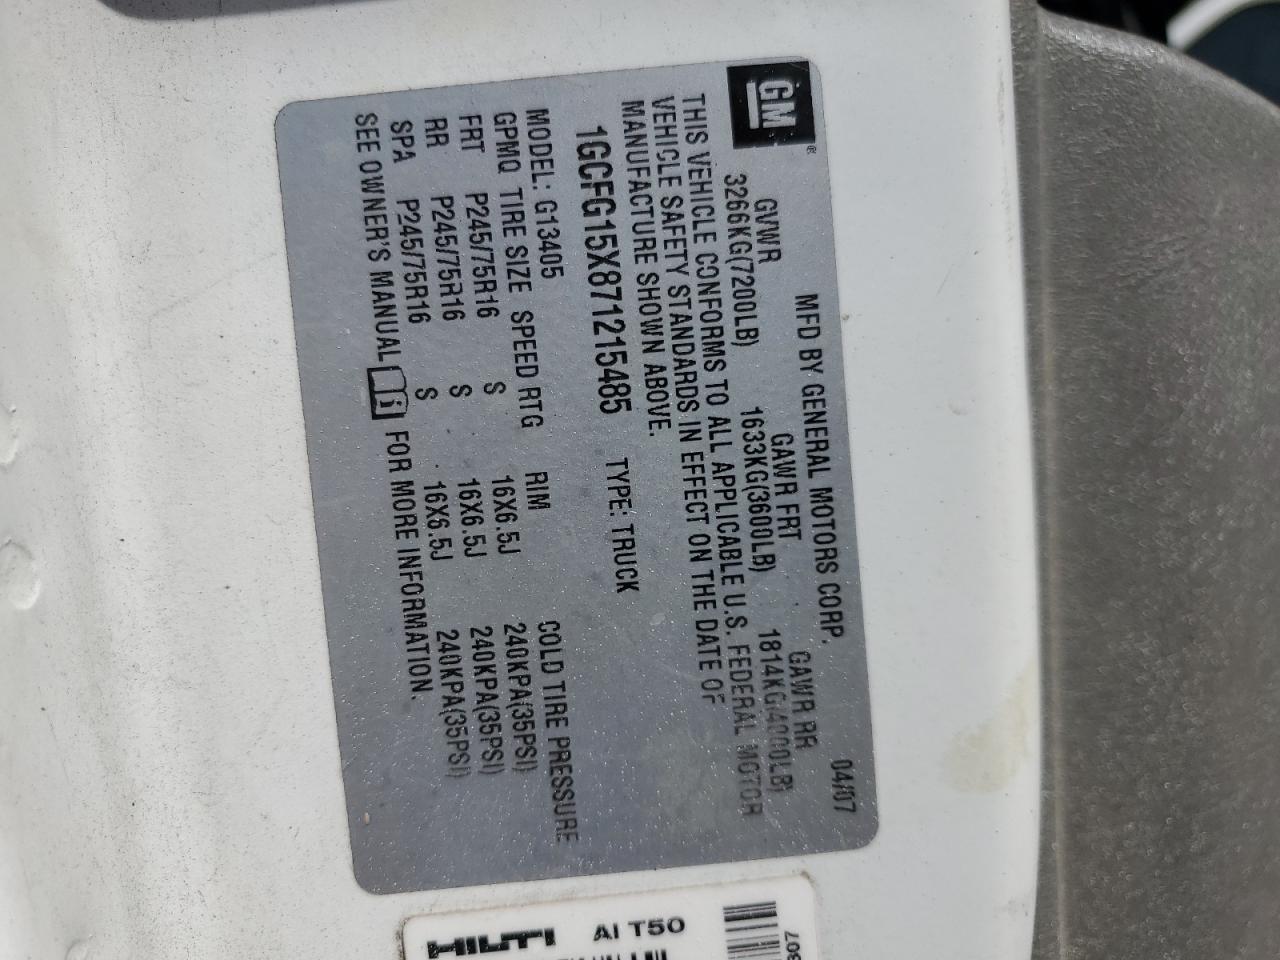 GM®
MFD BY GENERAL MOTORS CORP. 04/07
GVWR GAWR FRT GAWR RR
3266KG(7200LB) 1633KG(3600LB) 1814KG(4000LB)
THIS VEHICLE CONFORMS TO ALL APPLICABLE U.S. FEDERAL MOTOR
VEHICLE SAFETY STANDARDS IN EFFECT ON THE DATE OF
MANUFACTURE SHOWN ABOVE.
1GCFG15X871215485 TYPE: TRUCK
MODEL: G13405
GPMQ TIRE SIZE SPEED RTG RIM COLD TIRE PRESSURE
FRT P245/75R16 S 16X6.5J 240KPA(35PSI)
RR P245/75R16 S 16X6.5J 240KPA(35PSI)
SPA P245/75R16 S 16X6.5J 240KPA(35PSI)
SEE OWNER'S MANUAL FOR MORE INFORMATION.
AI T50
HILTI